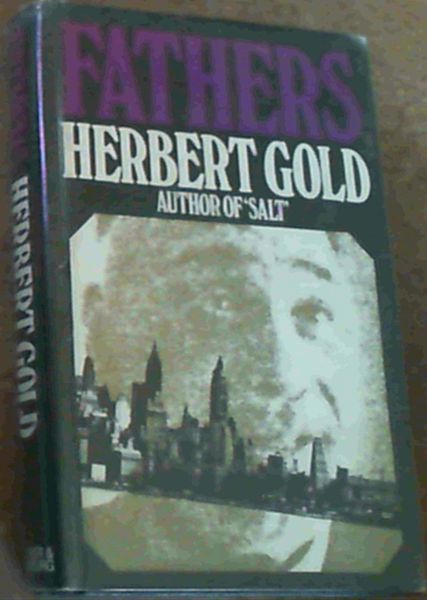 FATHERS
HERBERT GOLD
AUTHOR OF 'SALT'
HERBERT GOLD